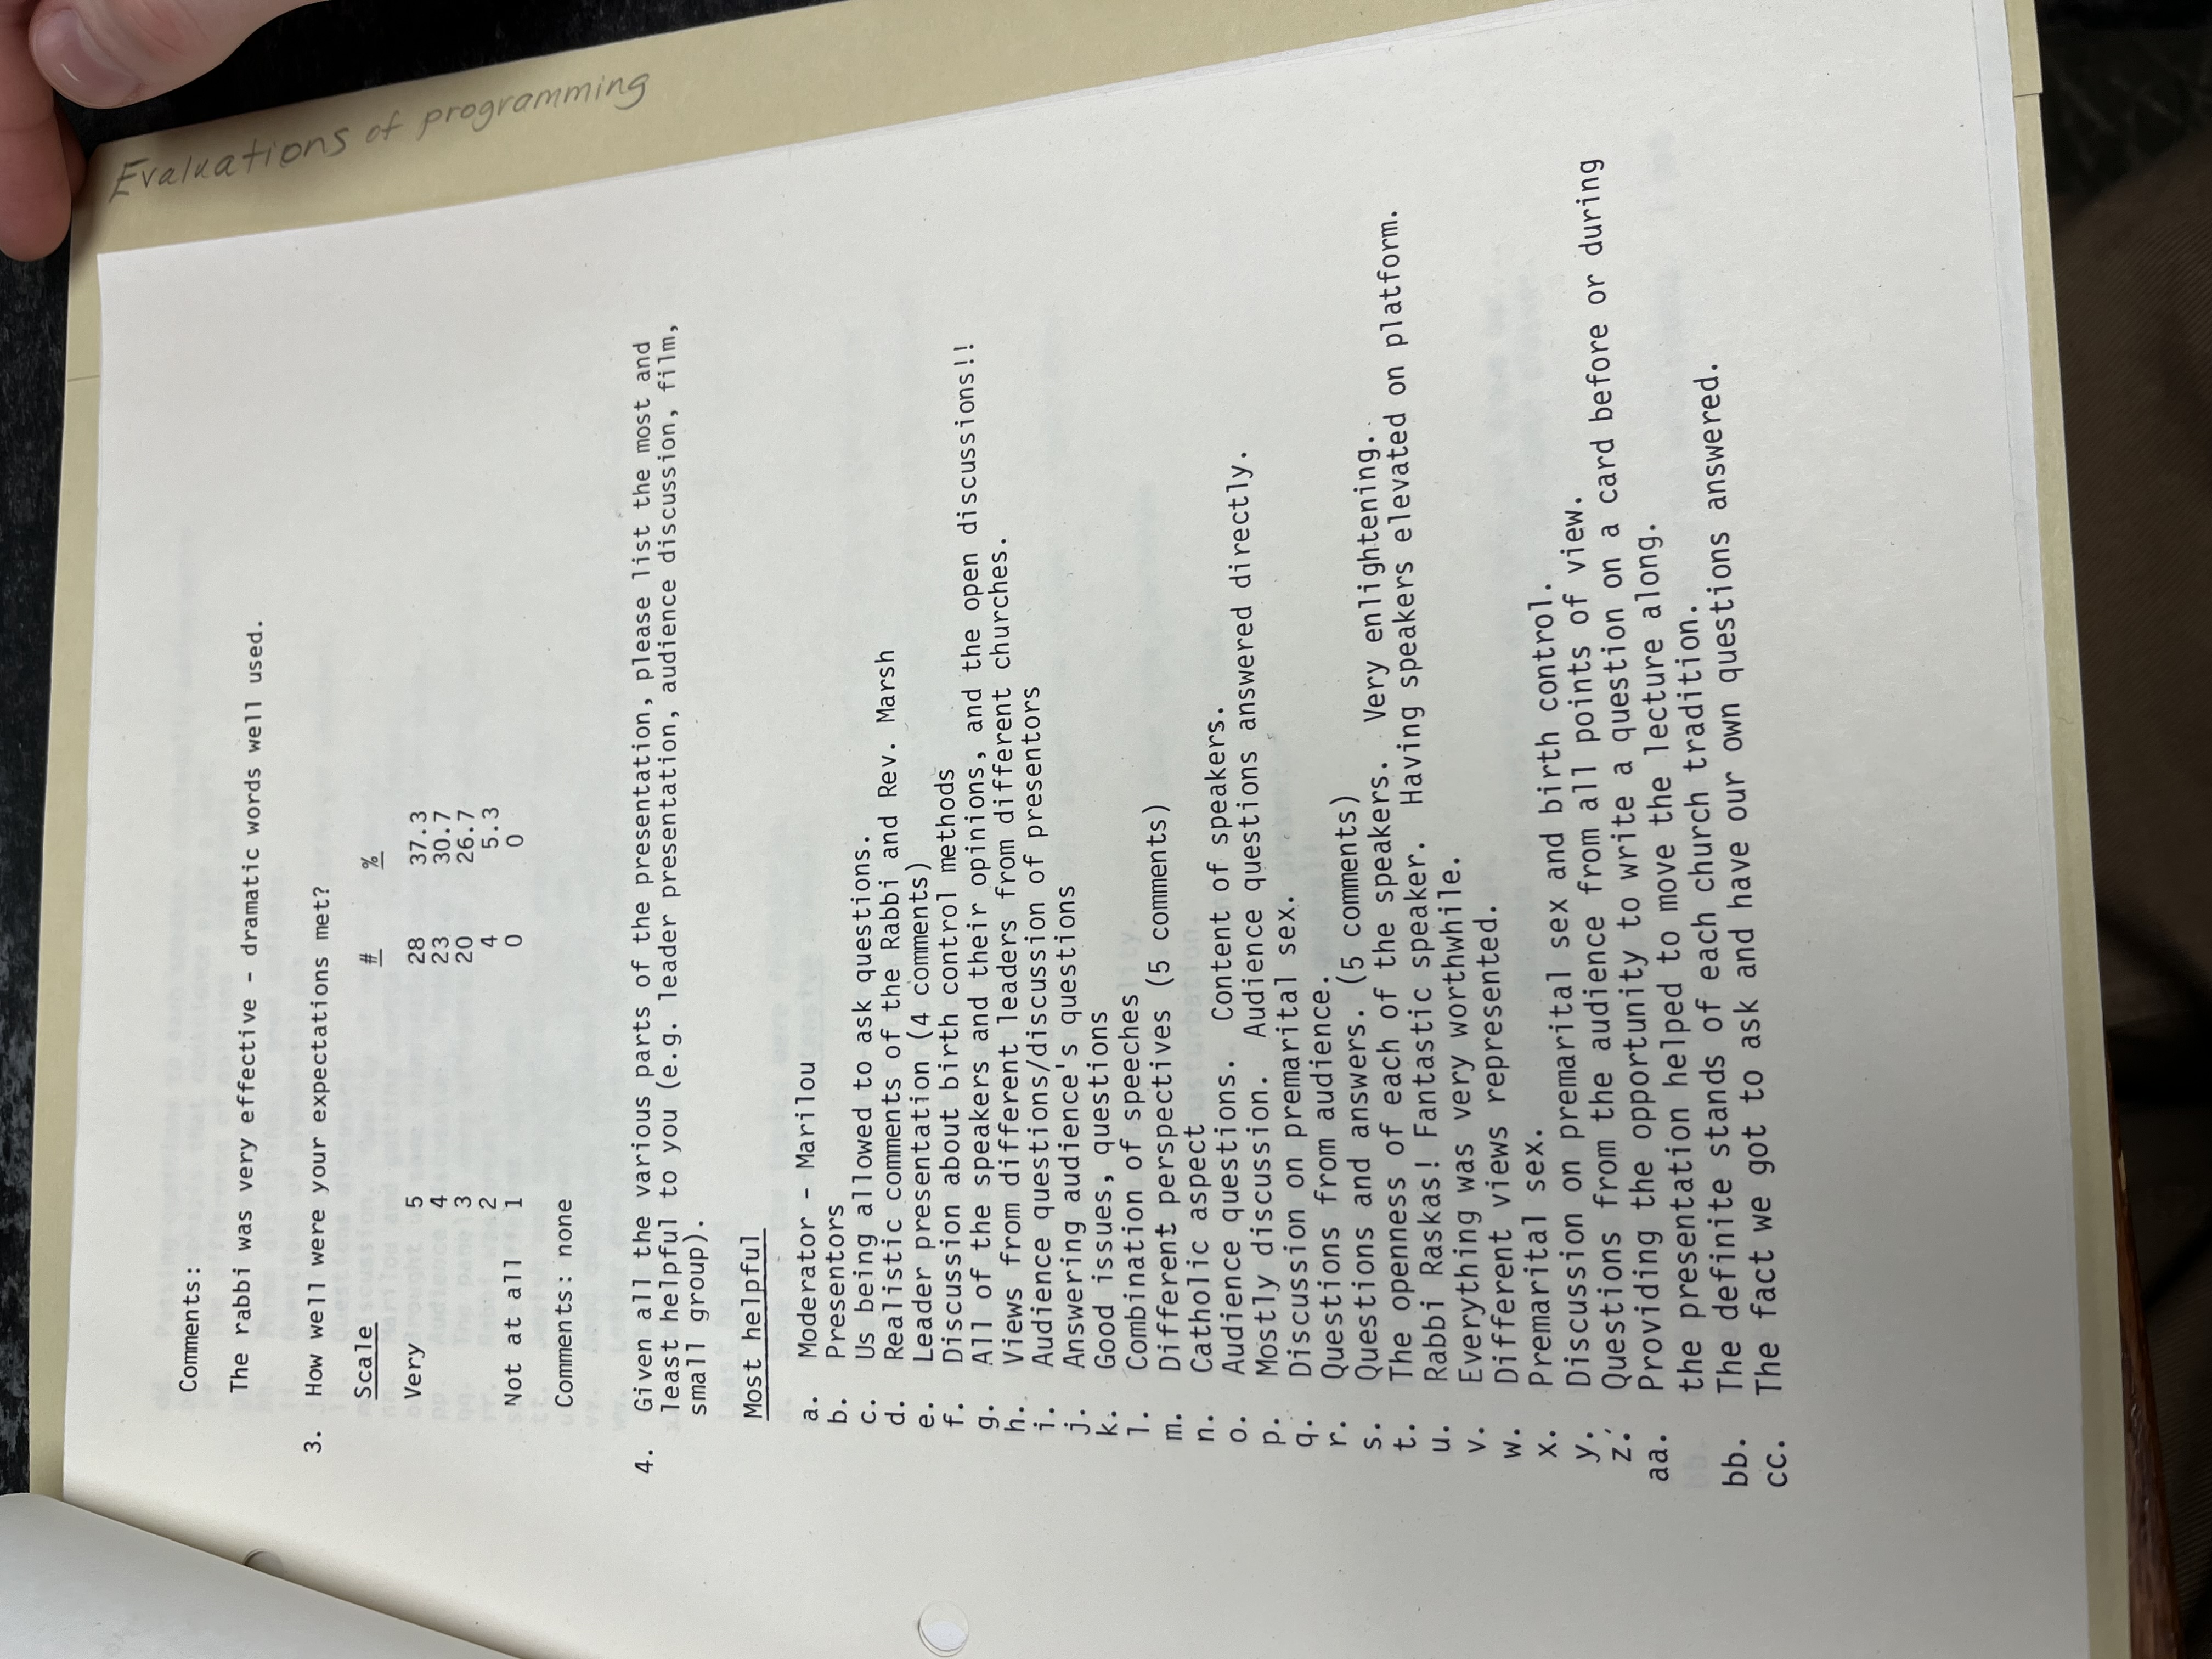 Comments:
The rabbi was very effective - dramatic words well used.
3. How well were your expectations met?
Scale # %
Very 5 28 37.3
4 23 30.7
3 20 26.7
2 4 5.3
Not at all 1 0 0
Comments: none
4. Given all the various parts of the presentation, please list the most and
least helpful to you (e.g. leader presentation, audience discussion, film,
small group).
Most helpful
a. Moderator - Marilou
b. Presentors
c. Us being allowed to ask questions.
d. Realistic comments of the Rabbi and Rev. Marsh
e. Leader presentation (4 comments)
f. Discussion about birth control methods
g. All of the speakers and their opinions, and the open discussions!!
h. Views from different leaders from different churches.
i. Audience questions/discussion of presentors
j. Answering audience's questions
k. Good issues, questions
l. Combination of speeches
m. Different perspectives (5 comments)
n. Catholic aspect
o. Audience questions. Content of speakers.
p. Mostly discussion. Audience questions answered directly.
q. Discussion on premarital sex.
r. Questions from audience.
s. Questions and answers. (5 comments)
t. The openness of each of the speakers. Very enlightening.
u. Rabbi Raskas! Fantastic speaker. Having speakers elevated on platform.
v. Everything was very worthwhile.
w. Different views represented.
x. Premarital sex.
y. Discussion on premarital sex and birth control.
z. Questions from the audience from all points of view.
aa. Providing the opportunity to write a question on a card before or during
the presentation helped to move the lecture along.
bb. The definite stands of each church tradition.
cc. The fact we got to ask and have our own questions answered.
Evaluations of programming